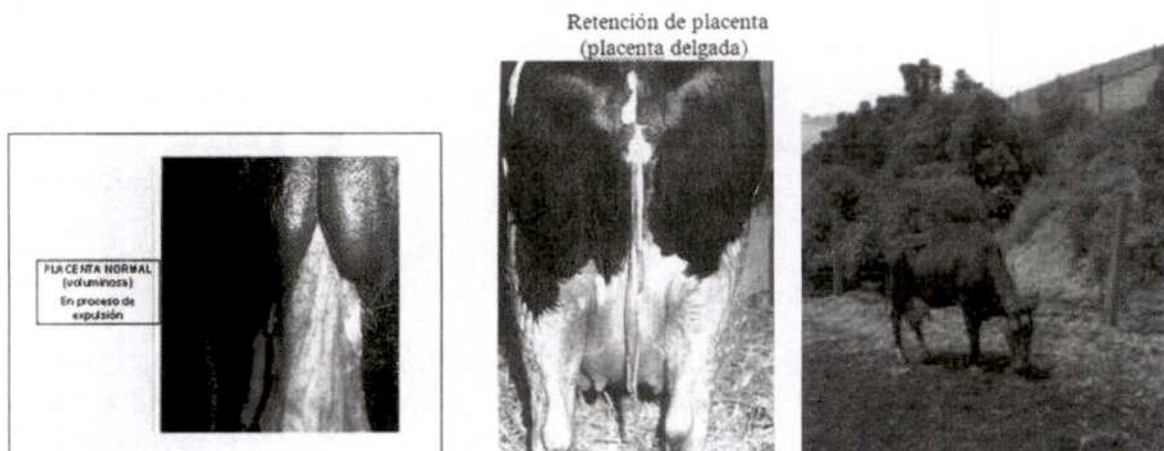 Retención de placenta
(placenta delgada)
PLACENTA NORMAL
(voluminosa)
En proceso de
expulsión